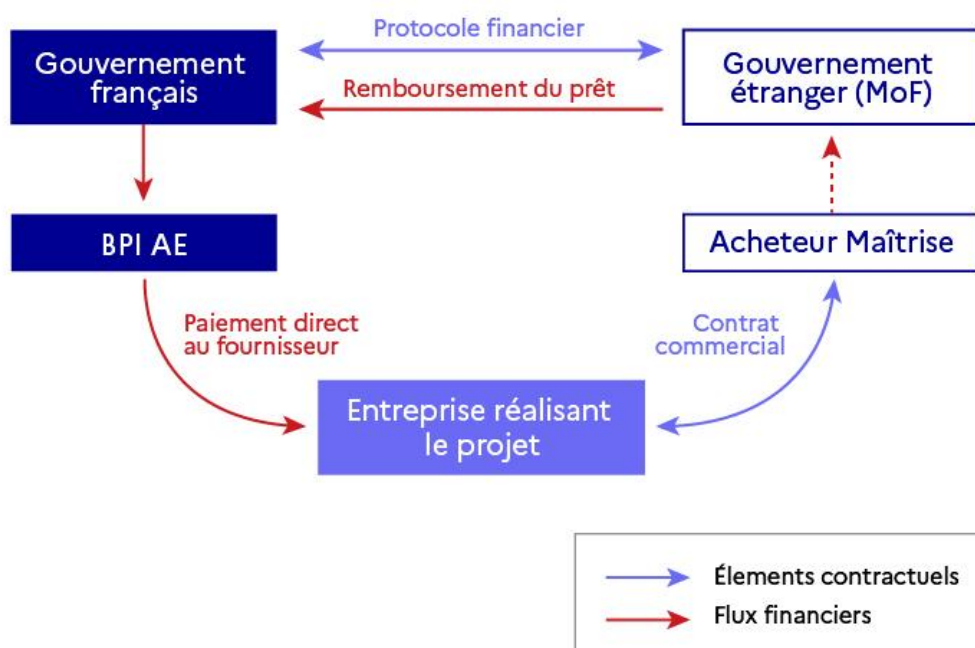 Protocole financier
Gouvernement
français
Remboursement du prêt
Gouvernement
étranger (MoF)
BPI AE
Acheteur Maîtrise
Paiement direct
au fournisseur
Contrat
commercial
Entreprise réalisant
le projet
Élements contractuels
Flux financiers